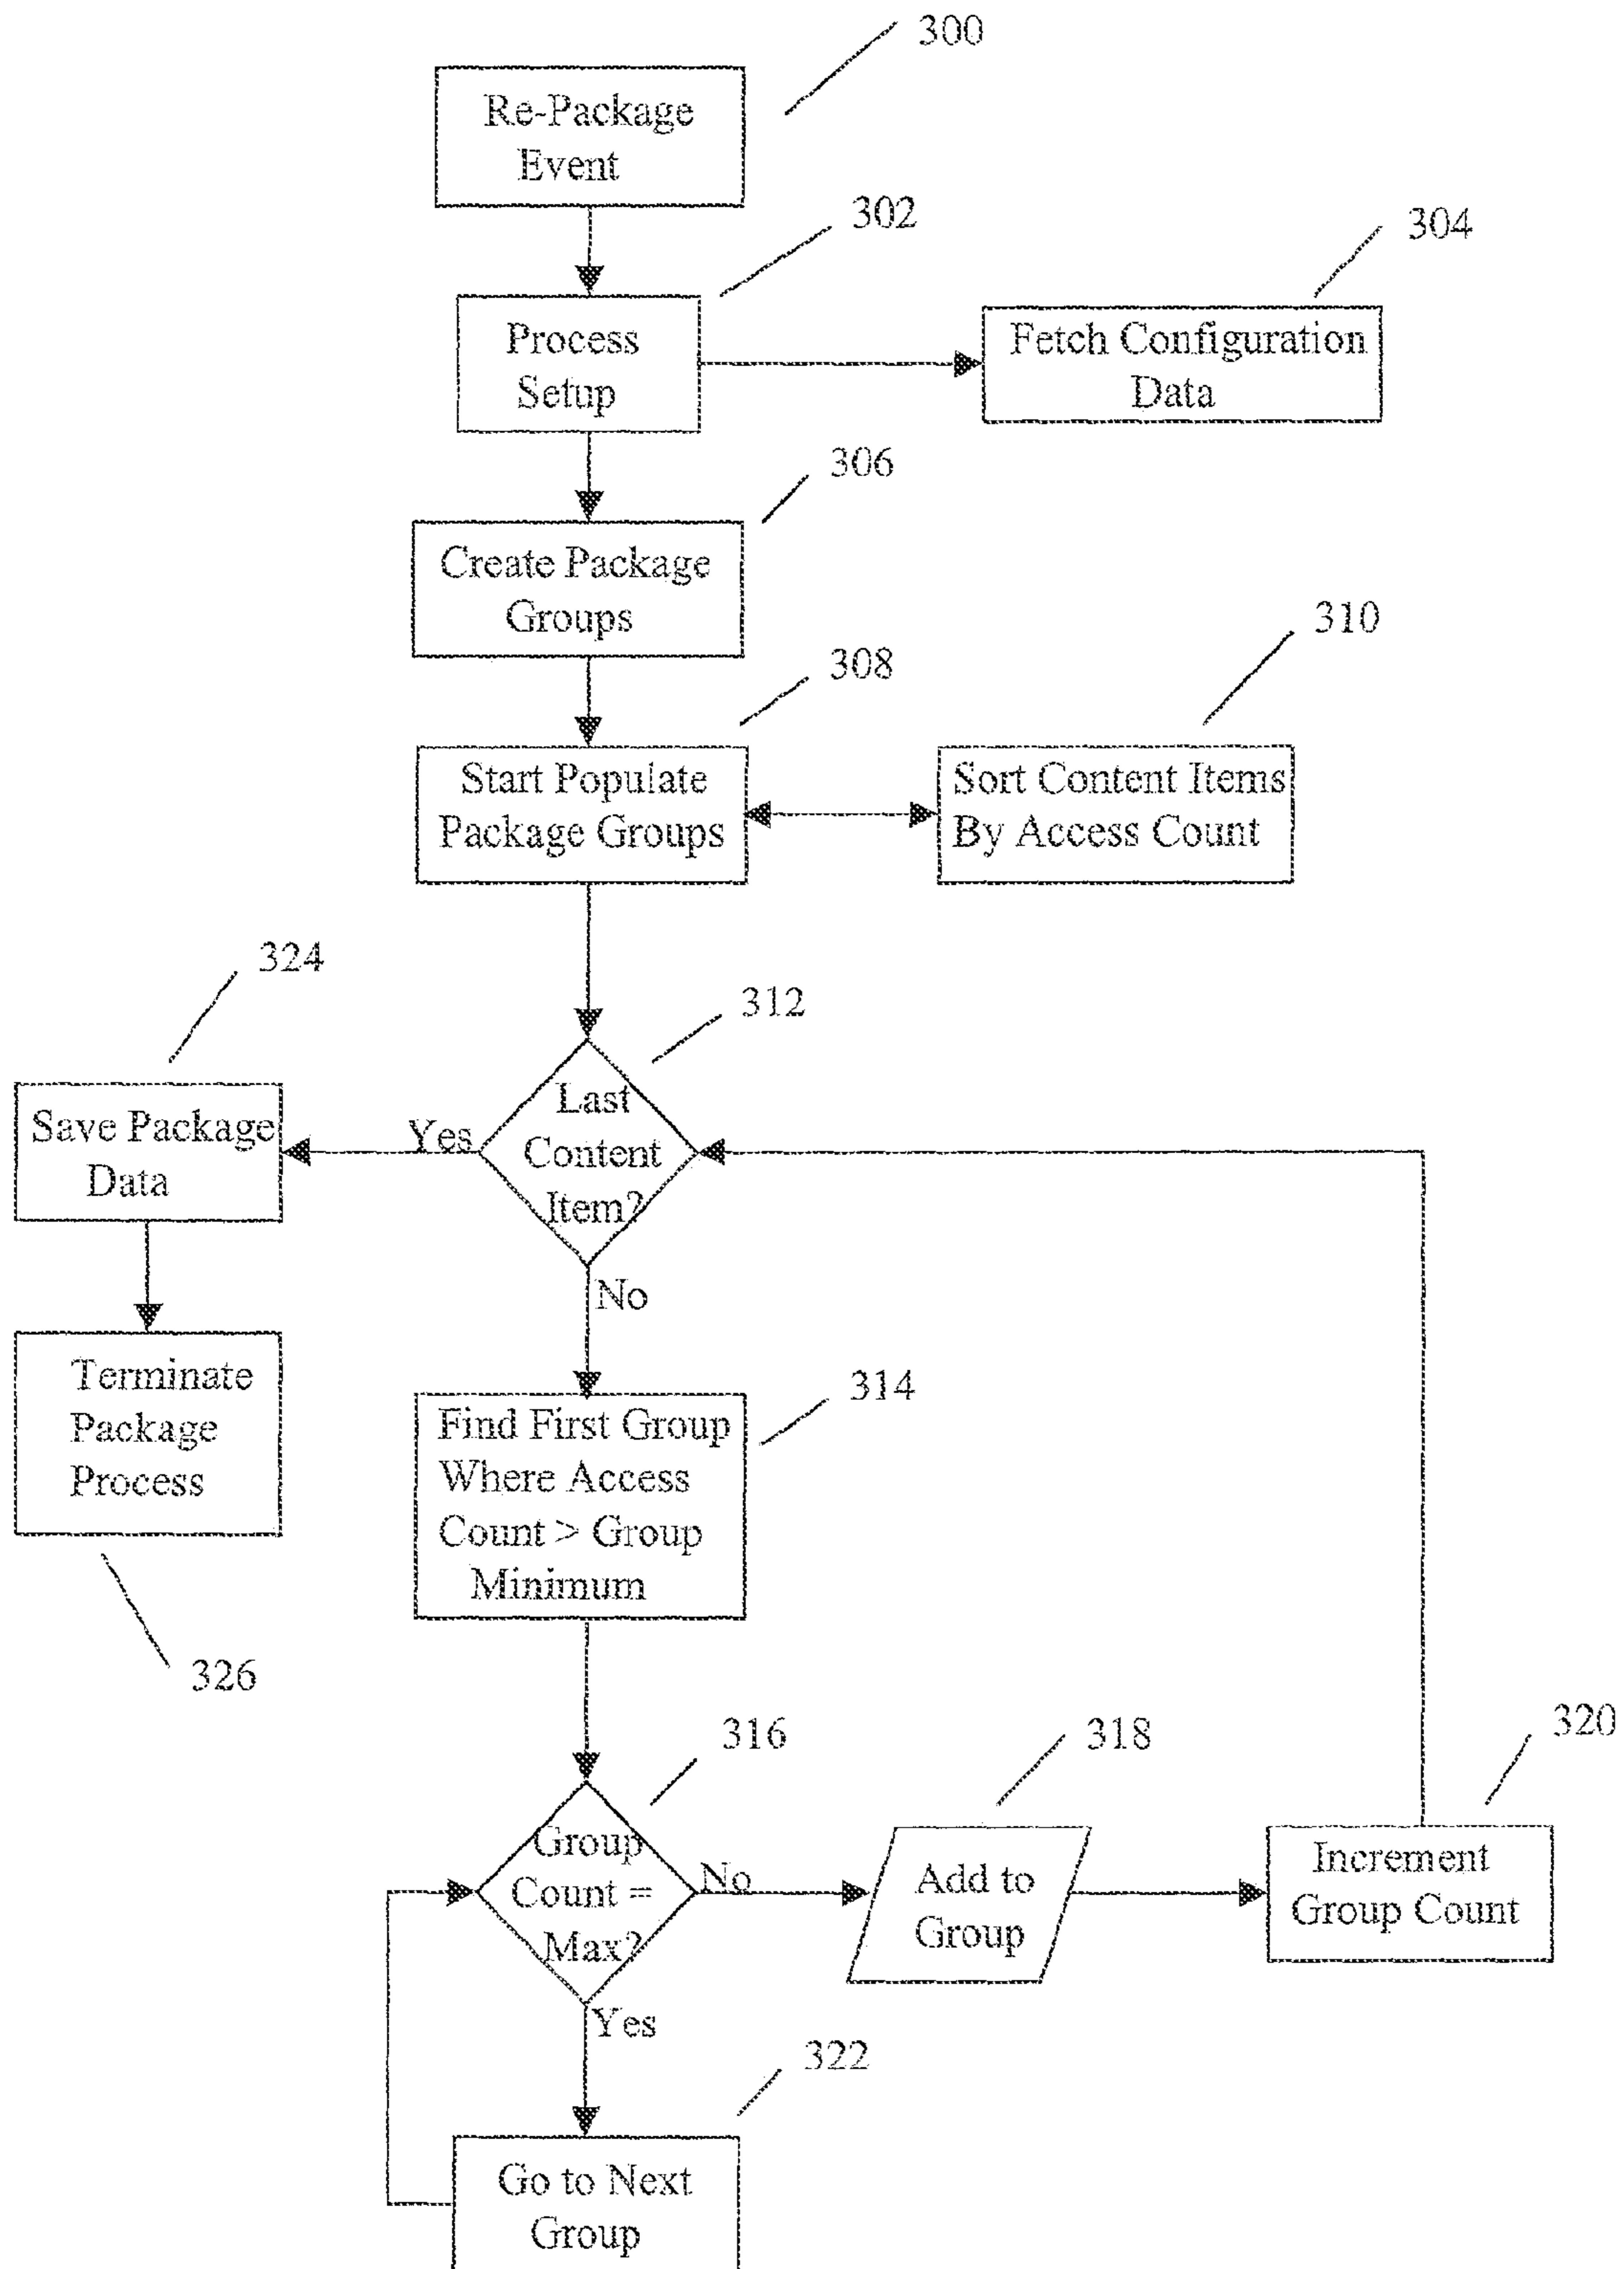 300
Re-Package
Event
302
304
Process
Setup
Fetch Configuration
Data
306
Create Package
Groups
310
308
Start Populate
Package Groups
Sort Content Items
By Access Count
324
312
Last
Content
Item?
Yes
Save Package
Data
No
Terminate
Package
Process
314
Find First Group
Where Access
Count > Group
Minimum
326
316
318
320
Group
Count =
Max?
No
Add to
Group
Increment
Group Count
Yes
322
Go to Next
Group